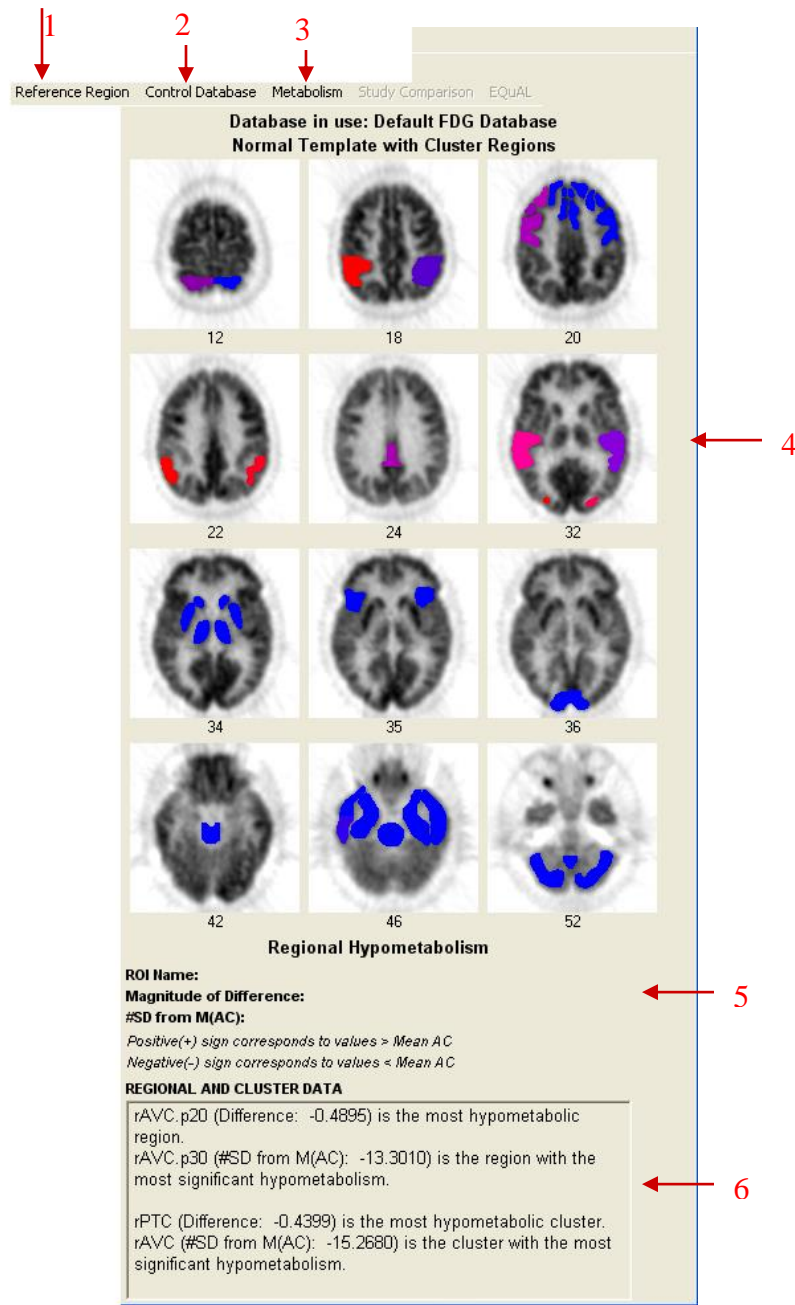 1
2
3
Reference Region Control Database Metabolism Study Comparison EQuAL
Database in use: Default FDG Database
Normal Template with Cluster Regions
12 18 20
22 24 32
4
34 35 36
42 46 52
Regional Hypometabolism
ROI Name:
Magnitude of Difference:
5
#SD from M(AC):
Positive(+) sign corresponds to values > Mean AC
Negative(-) sign corresponds to values < Mean AC
REGIONAL AND CLUSTER DATA
rAVC.p20 (Difference: -0.4895) is the most hypometabolic
region.
rAVC.p30 (#SD from M(AC): -13.3010) is the region with the
most significant hypometabolism.
6
rPTC (Difference: -0.4399) is the most hypometabolic cluster.
rAVC (#SD from M(AC): -15.2680) is the cluster with the most
significant hypometabolism.